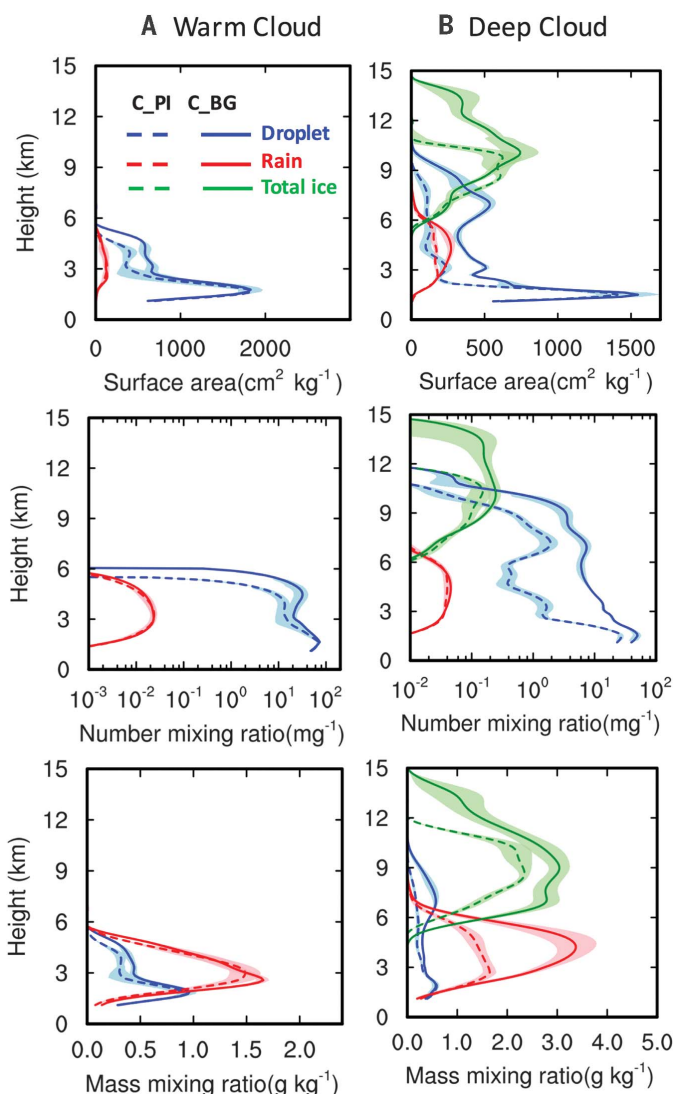 A Warm Cloud
B Deep Cloud
15
12
9
6
3
0
Height (km)
C_PI C_BG
Droplet
Rain
Total ice
0 1000 2000
Surface area(cm² kg⁻¹)
15
12
9
6
3
0
0 500 1000 1500
Surface area(cm² kg⁻¹)
15
12
9
6
3
0
Height (km)
10⁻³ 10⁻² 10⁻¹ 10⁰ 10¹ 10²
Number mixing ratio(mg⁻¹)
15
12
9
6
3
0
10⁻² 10⁻¹ 10⁰ 10¹ 10²
Number mixing ratio(mg⁻¹)
15
12
9
6
3
0
Height (km)
0.0 1.0 2.0
Mass mixing ratio(g kg⁻¹)
15
12
9
6
3
0
0.0 1.0 2.0 3.0 4.0 5.0
Mass mixing ratio(g kg⁻¹)